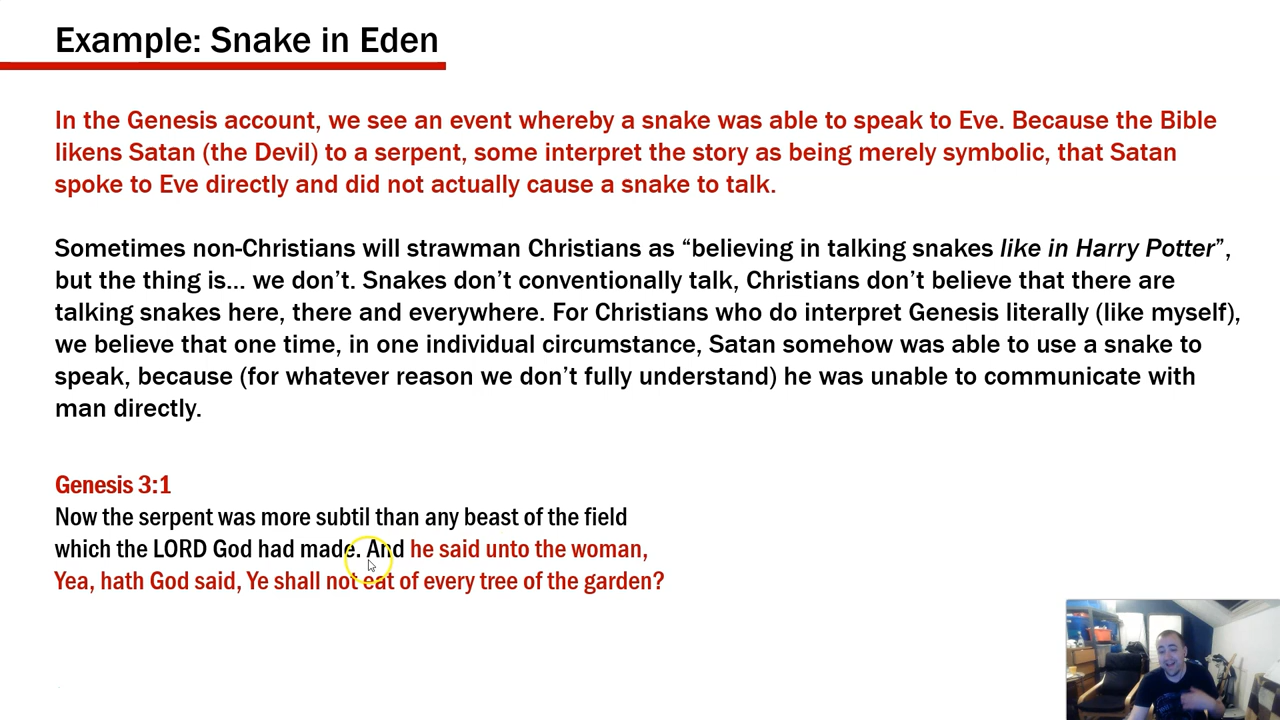 Example: Snake in Eden
In the Genesis account, we see an event whereby a snake was able to speak to Eve. Because the Bible
likens Satan (the Devil) to a serpent, some interpret the story as being merely symbolic, that Satan
spoke to Eve directly and did not actually cause a snake to talk.
Sometimes non-Christians will strawman Christians as “believing in talking snakes like in Harry Potter”,
but the thing is... we don’t. Snakes don’t conventionally talk, Christians don’t believe that there are
talking snakes here, there and everywhere. For Christians who do interpret Genesis literally (like myself),
we believe that one time, in one individual circumstance, Satan somehow was able to use a snake to
speak, because (for whatever reason we don’t fully understand) he was unable to communicate with
man directly.
Genesis 3:1
Now the serpent was more subtil than any beast of the field
which the LORD God had made. And he said unto the woman,
Yea, hath God said, Ye shall not eat of every tree of the garden?